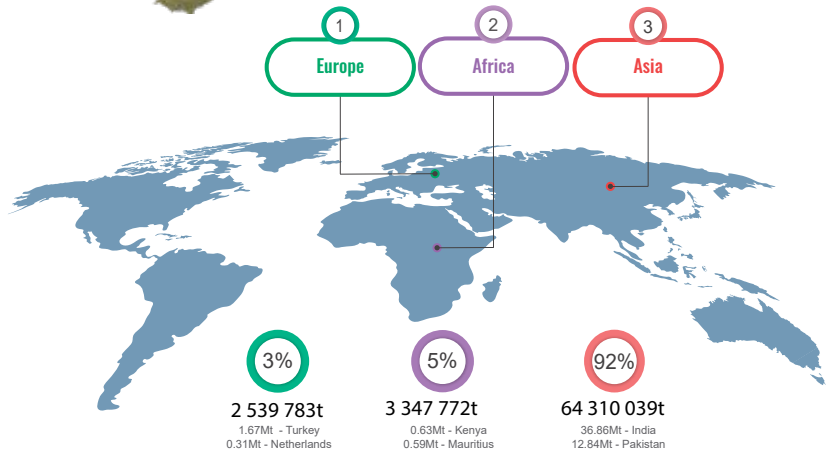 1
2
3
Europe
Africa
Asia
3%
5%
92%
2 539 783t
3 347 772t
64 310 039t
1.67Mt - Turkey
0.31Mt - Netherlands
0.63Mt - Kenya
0.59Mt - Mauritius
36.86Mt - India
12.84Mt - Pakistan